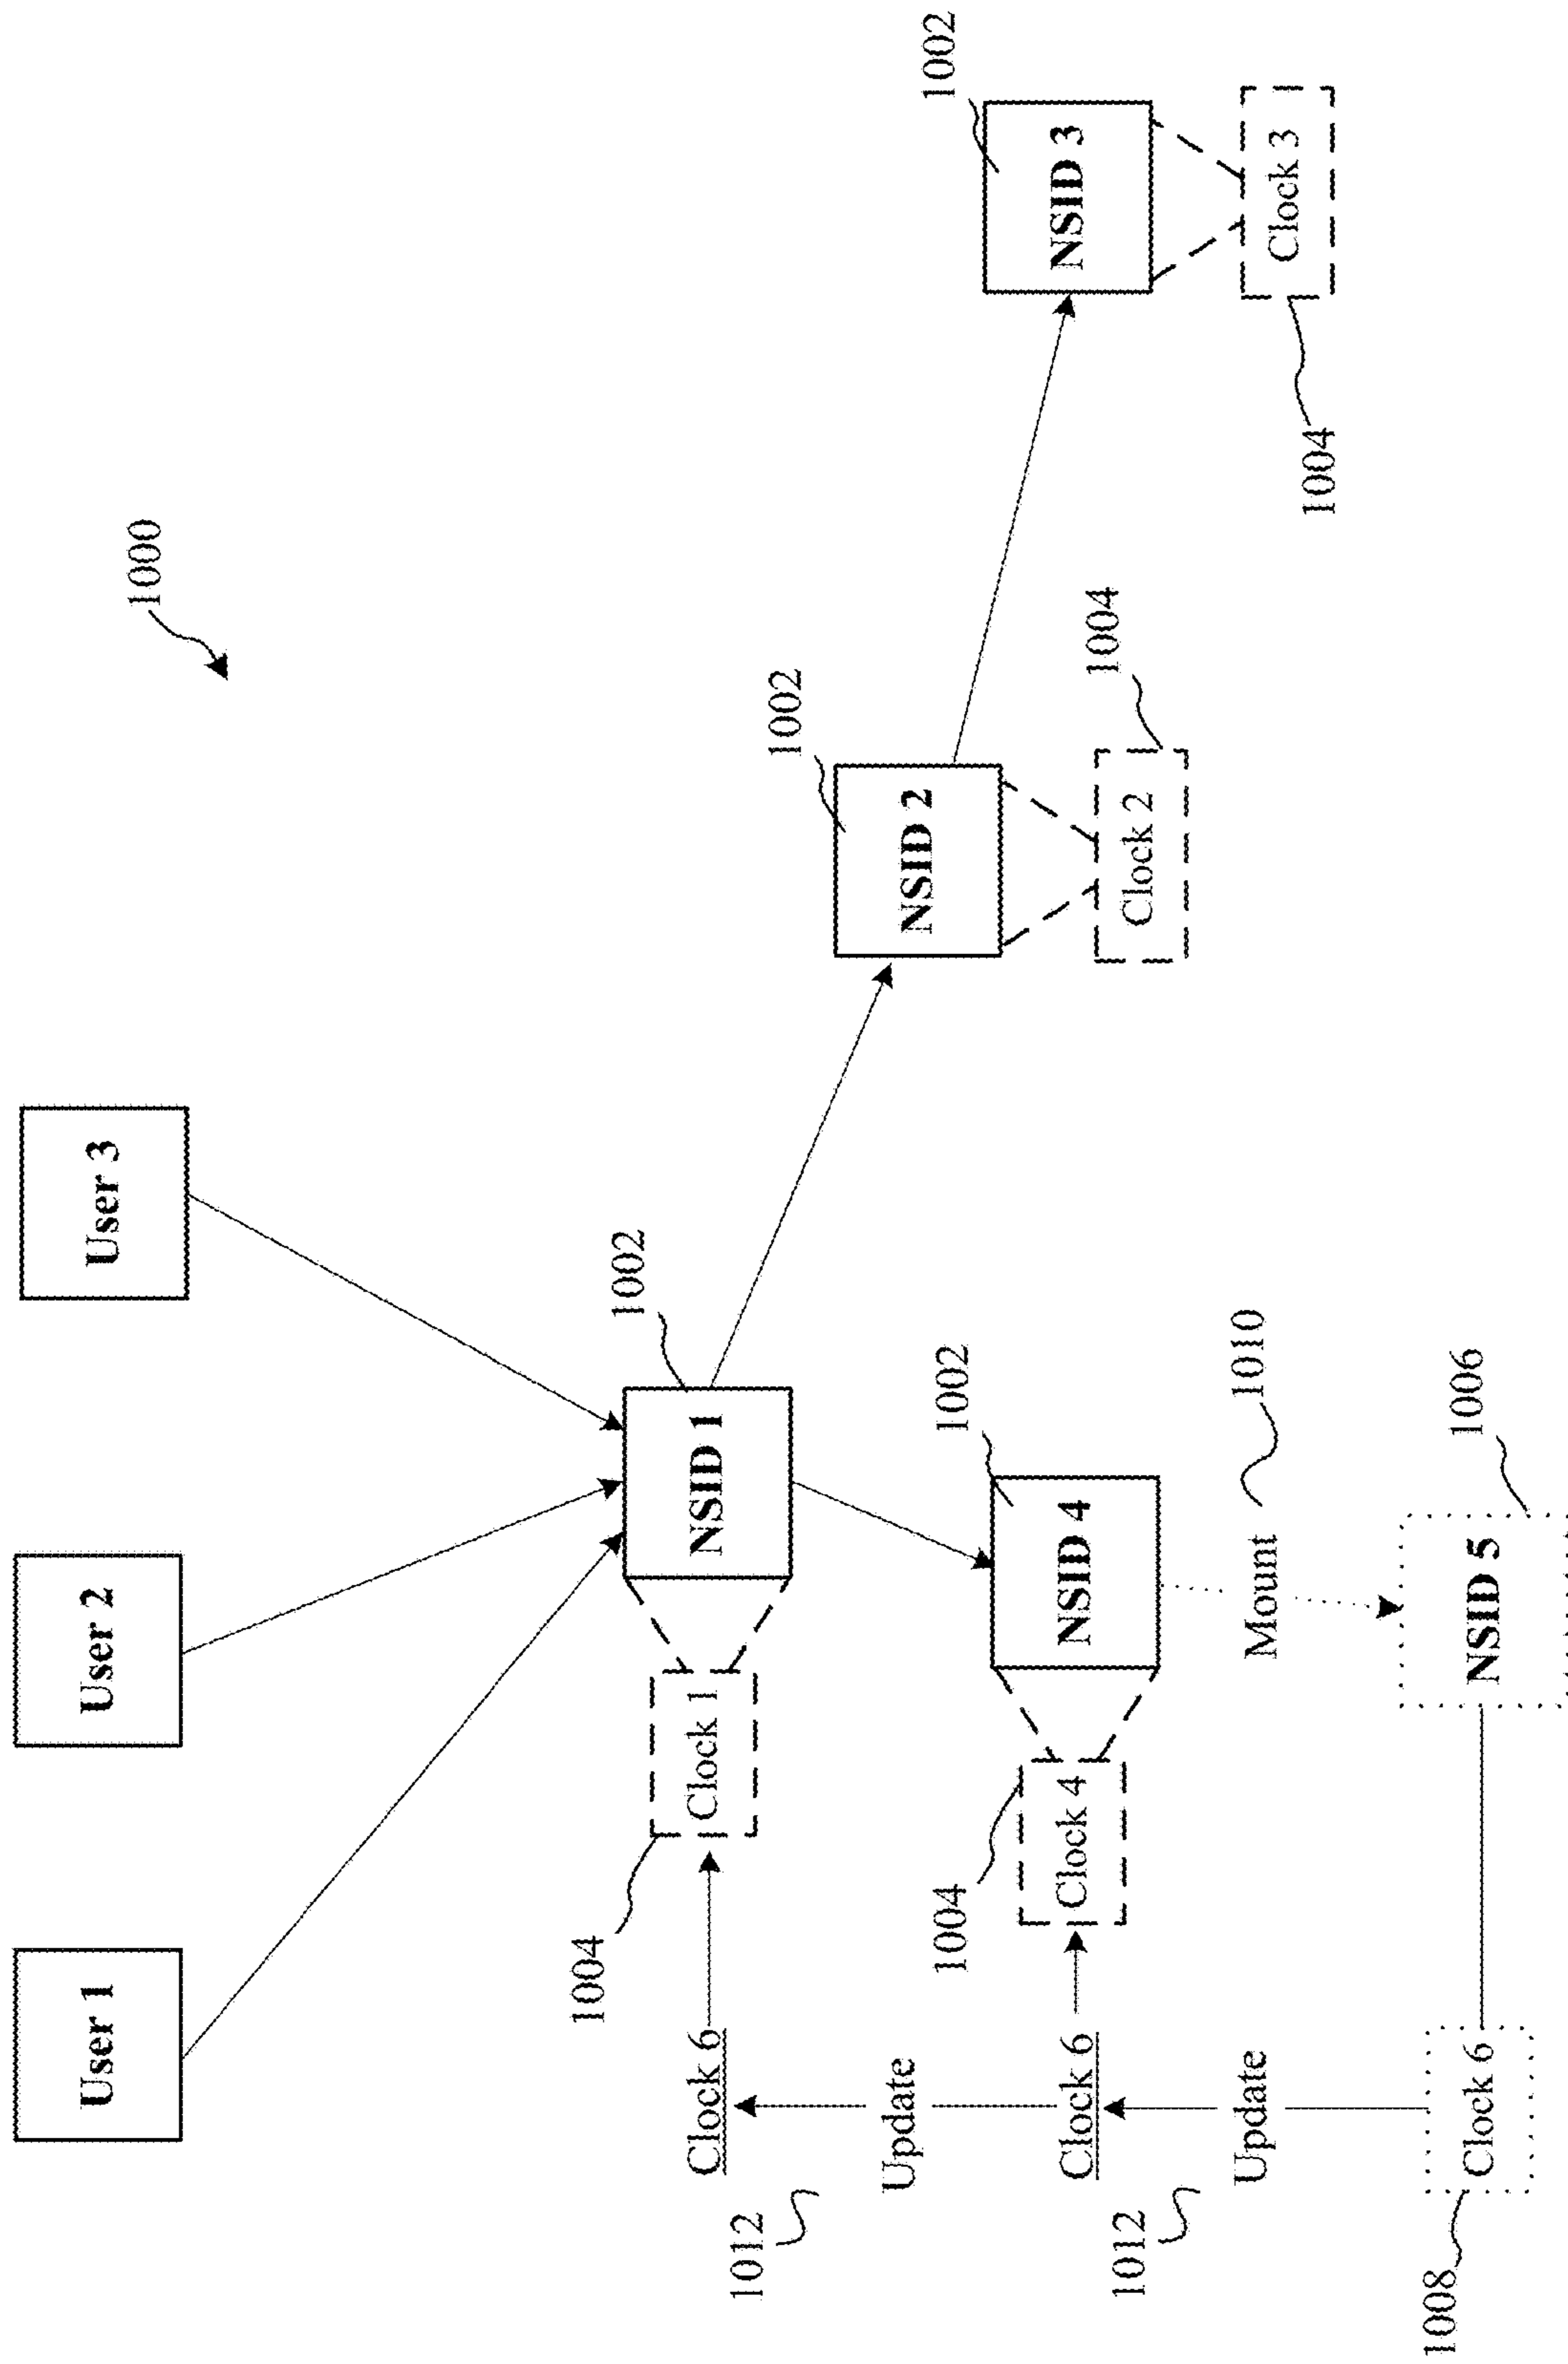 1000
User 1
User 2
User 3
1004
Clock 6
Clock 1
NSID 1
1002
1012
Update
1002
NSID 2
1002
NSID 3
1004
Clock 6
Clock 4
NSID 4
1002
Clock 2
1004
1012
Update
Mount
1010
Clock 3
1004
1008
Clock 6
NSID 5
1006